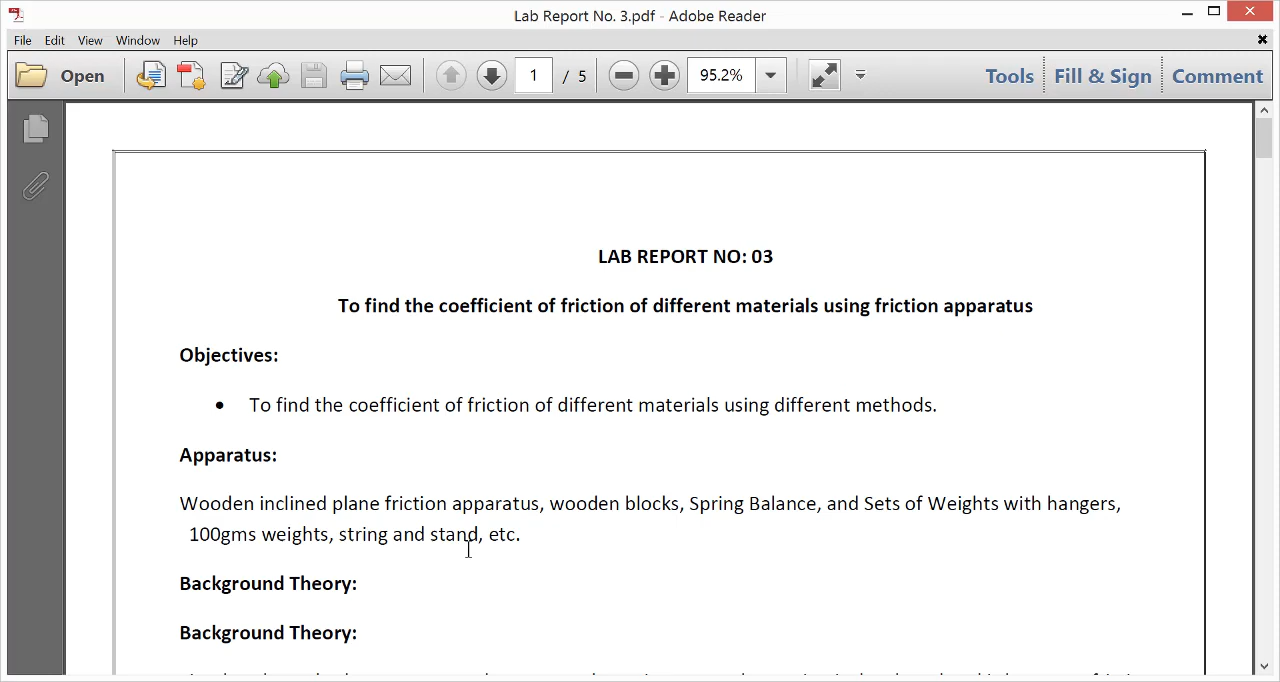 Lab Report No. 3.pdf - Adobe Reader
File Edit View Window Help
Open 1 / 5 95.2% Tools Fill & Sign Comment
LAB REPORT NO: 03
To find the coefficient of friction of different materials using friction apparatus
Objectives:
• To find the coefficient of friction of different materials using different methods.
Apparatus:
Wooden inclined plane friction apparatus, wooden blocks, Spring Balance, and Sets of Weights with hangers,
100gms weights, string and stand, etc.
Background Theory:
Background Theory: